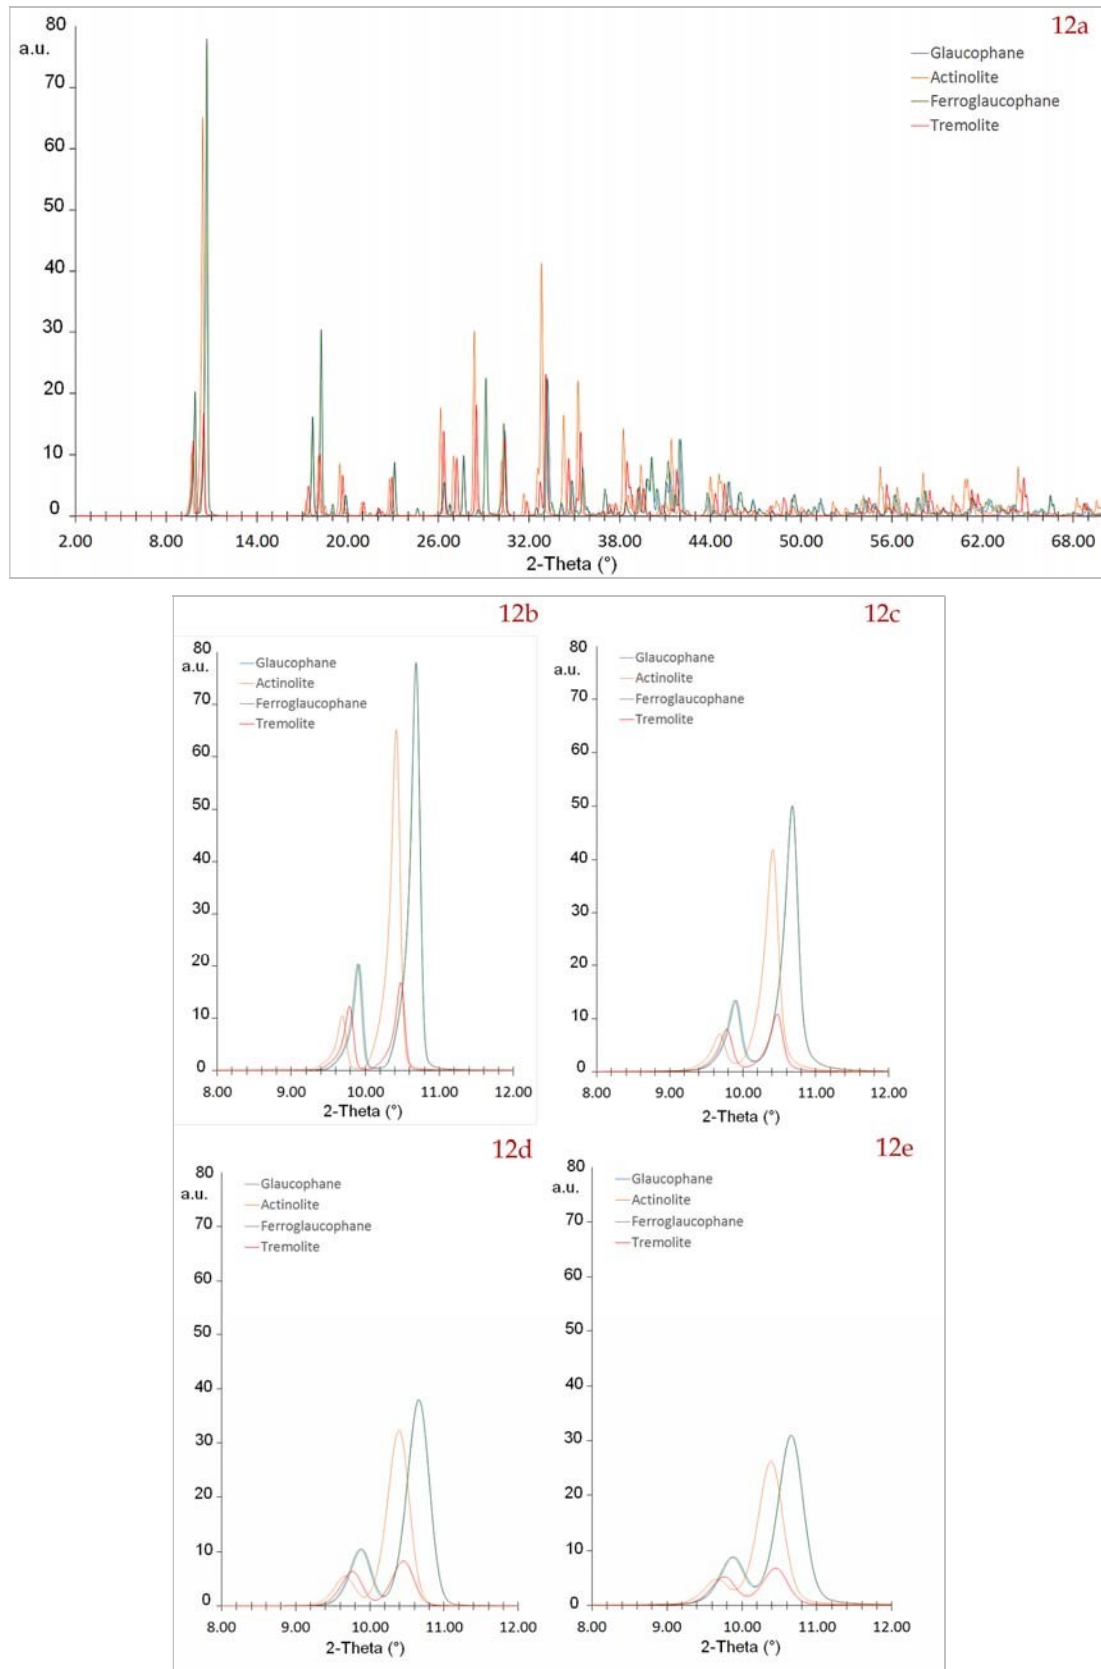 12a
80
a.u.
Glaucophane
Actinolite
Ferroglaucophane
Tremolite
70
60
50
40
30
20
10
0
2.00 8.00 14.00 20.00 26.00 32.00 38.00 44.00 50.00 56.00 62.00 68.00
2-Theta (°)
12b
80
a.u.
Glaucophane
Actinolite
Ferroglaucophane
Tremolite
70
60
50
40
30
20
10
0
8.00 9.00 10.00 11.00 12.00
2-Theta (°)
12c
80
a.u.
Glaucophane
Actinolite
Ferroglaucophane
Tremolite
70
60
50
40
30
20
10
0
8.00 9.00 10.00 11.00 12.00
2-Theta (°)
12d
80
a.u.
Glaucophane
Actinolite
Ferroglaucophane
Tremolite
70
60
50
40
30
20
10
0
8.00 9.00 10.00 11.00 12.00
2-Theta (°)
12e
80
a.u.
Glaucophane
Actinolite
Ferroglaucophane
Tremolite
70
60
50
40
30
20
10
0
8.00 9.00 10.00 11.00 12.00
2-Theta (°)